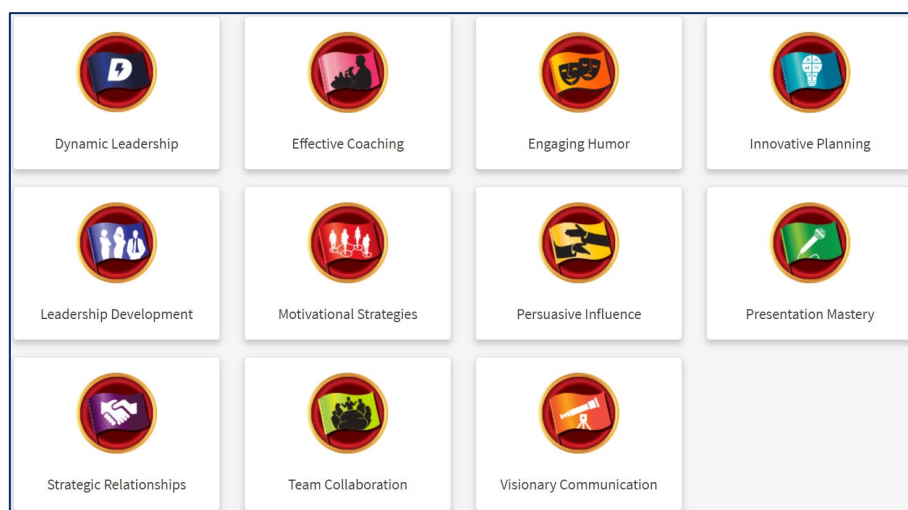 D
Dynamic Leadership
Effective Coaching
Engaging Humor
Innovative Planning
Leadership Development
Motivational Strategies
Persuasive Influence
Presentation Mastery
Strategic Relationships
Team Collaboration
Visionary Communication